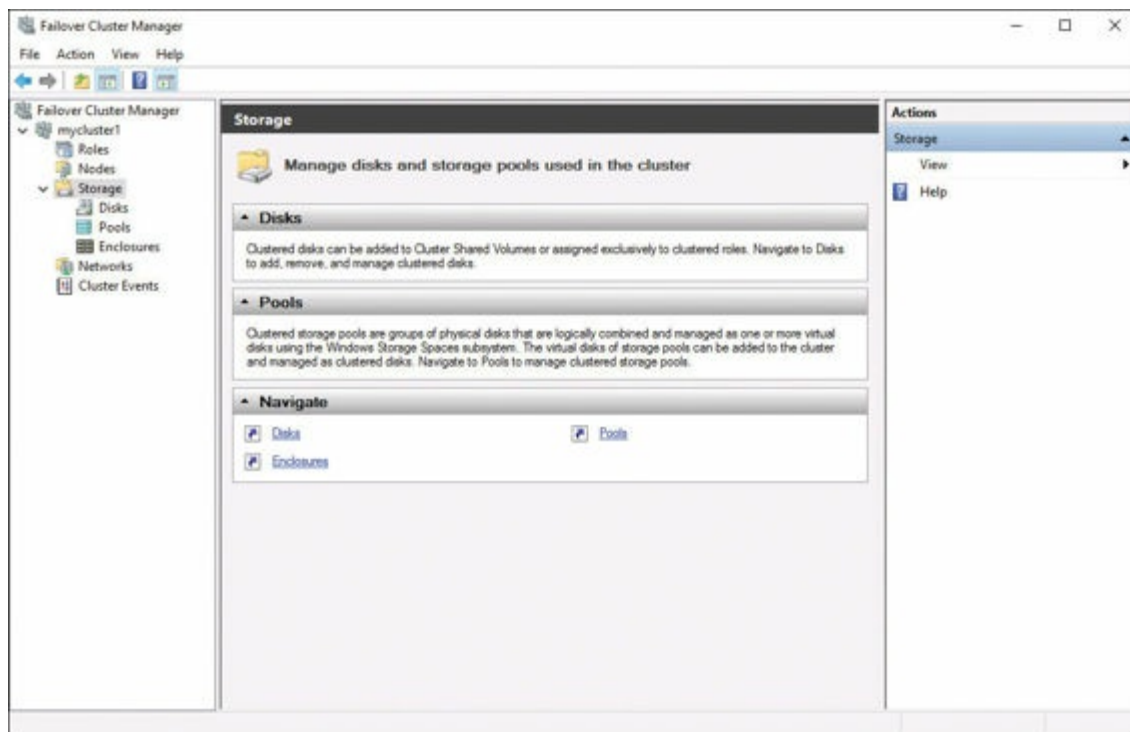 Failover Cluster Manager
File Action View Help
Failover Cluster Manager
mycluster1
Roles
Nodes
Storage
Disks
Pools
Enclosures
Networks
Cluster Events
Storage
Manage disks and storage pools used in the cluster
Disks
Clustered disks can be added to Cluster Shared Volumes or assigned exclusively to clustered roles. Navigate to Disks
to add, remove, and manage clustered disks.
Pools
Clustered storage pools are groups of physical disks that are logically combined and managed as one or more virtual
disks using the Windows Storage Spaces subsystem. The virtual disks of storage pools can be added to the cluster
and managed as clustered disks. Navigate to Pools to manage clustered storage pools.
Navigate
Disks Pools
Enclosures
Actions
Storage
View
Help